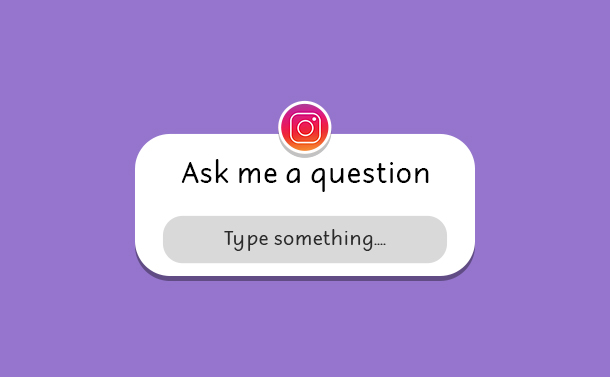 Ask me a question
Type something....